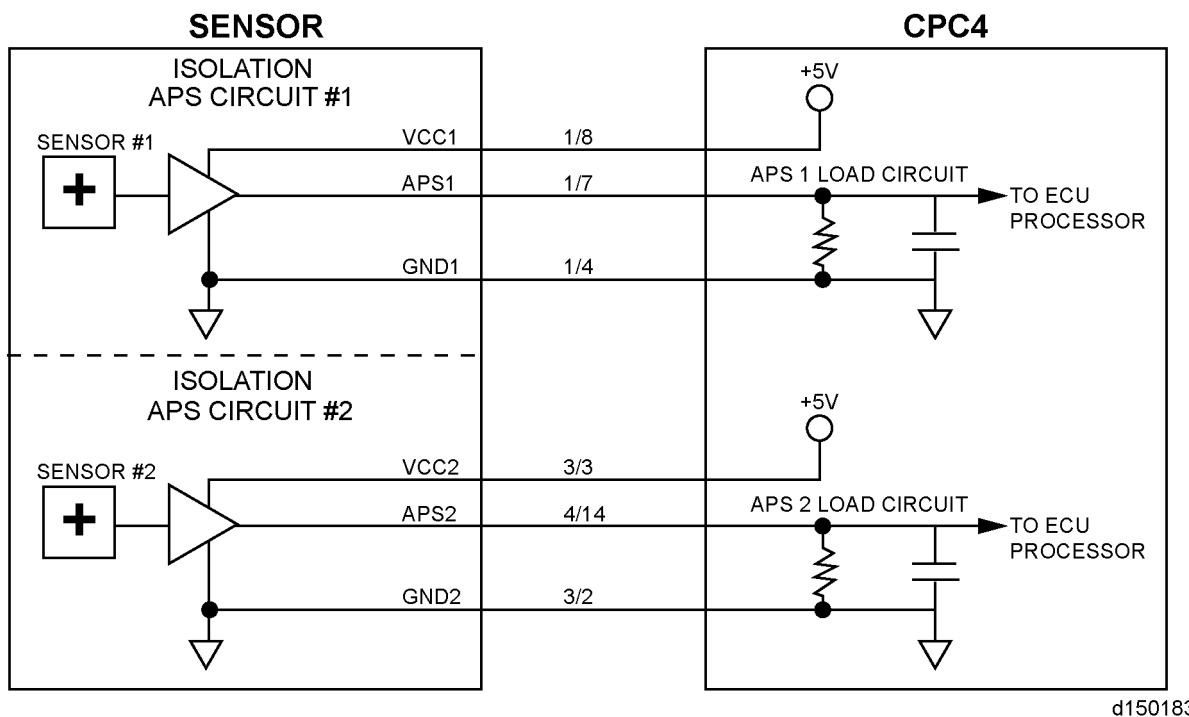 SENSOR
CPC4
ISOLATION
APS CIRCUIT #1
+5V
SENSOR #1
VCC1
1/8
APS1
1/7
APS 1 LOAD CIRCUIT
TO ECU
PROCESSOR
GND1
1/4
ISOLATION
APS CIRCUIT #2
+5V
SENSOR #2
VCC2
3/3
APS2
4/14
APS 2 LOAD CIRCUIT
TO ECU
PROCESSOR
GND2
3/2
d150183